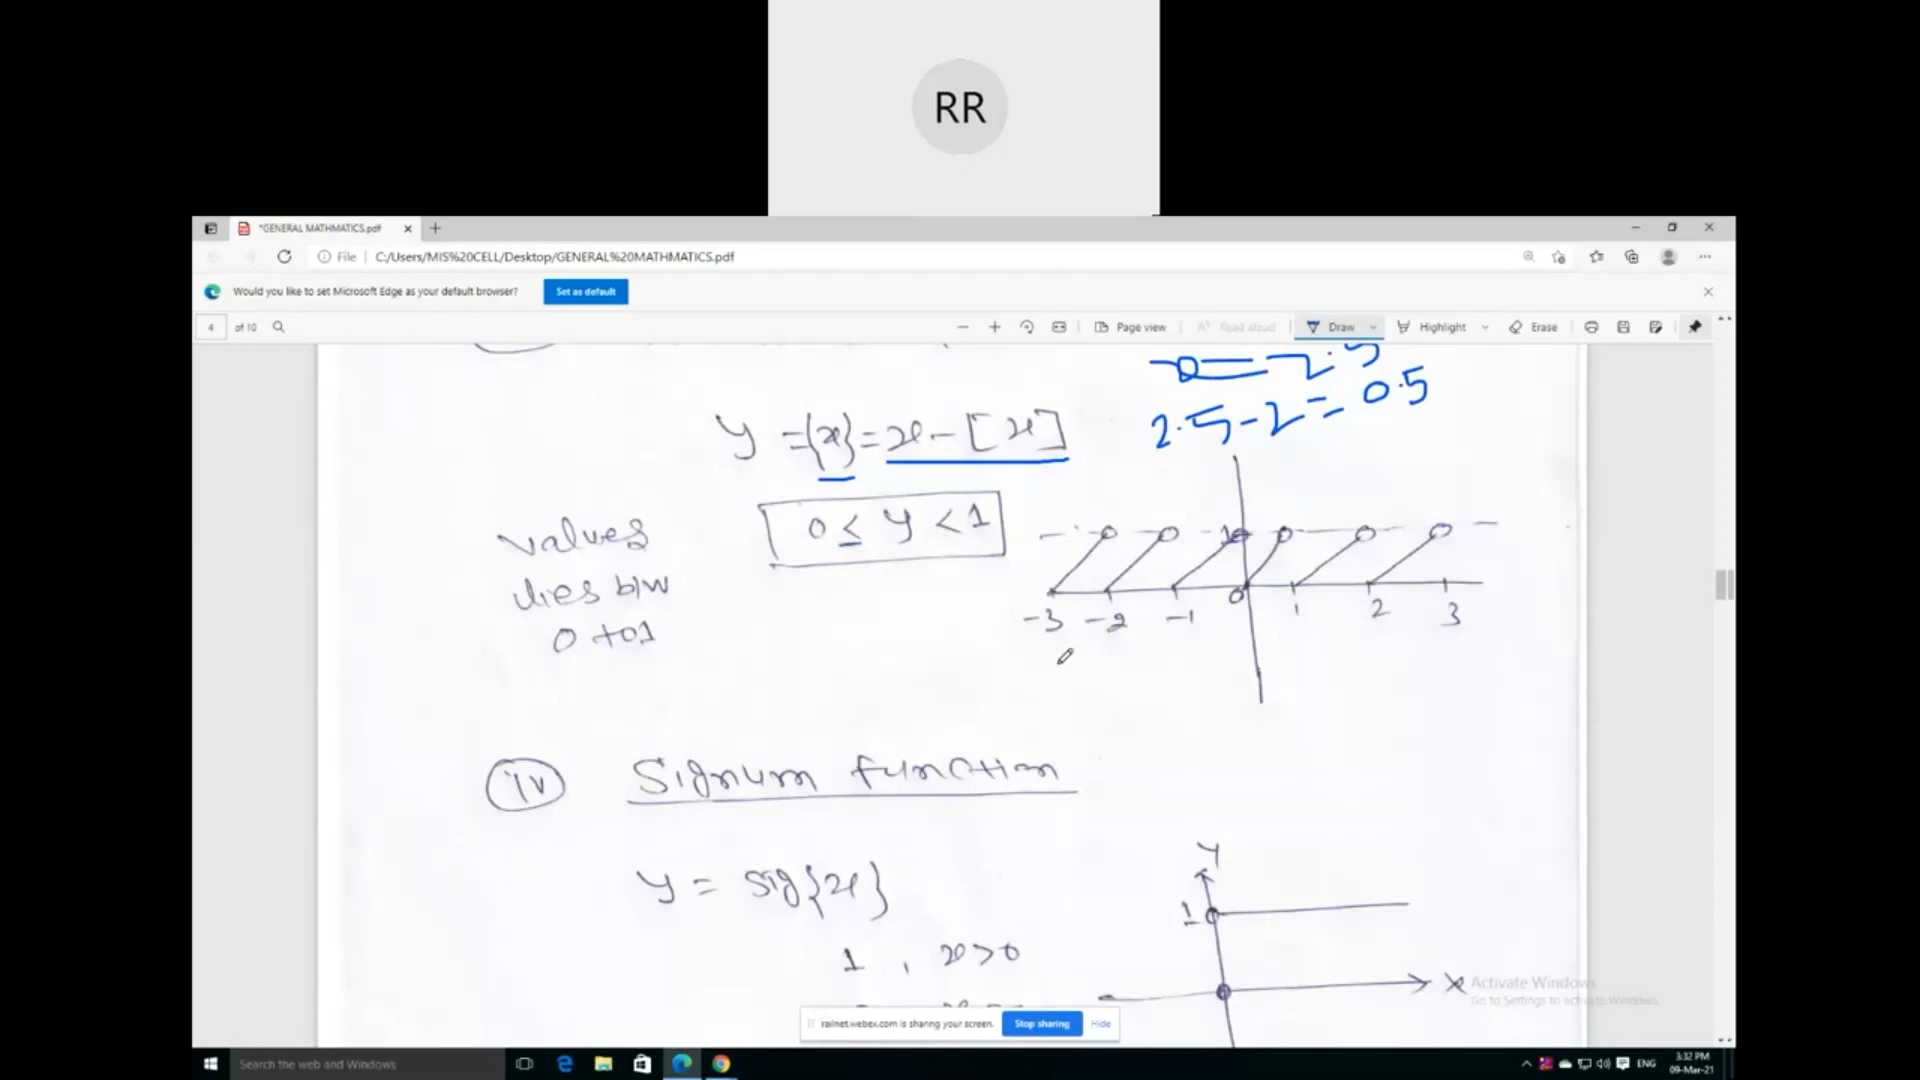 RR
*GENERAL MATHMATICS.pdf
File C:/Users/MIS%20CELL/Desktop/GENERAL%20MATHMATICS.pdf
Would you like to set Microsoft Edge as your default browser? Set as default
4 of 10 Page view Read aloud Draw Highlight Erase
2.5-2=0.5
y={x}=x-[x]
0≤y<1
values
lies b/w
0 to 1
1
-3 -2 -1 0 1 2 3
iv Signum function
y = sig{x}
1, x>0
Y
1
X
Activate Windows
Go to Settings to activate Windows.
railnet.webex.com is sharing your screen. Stop sharing Hide
Search the web and Windows
ENG
3:32 PM
09-Mar-21